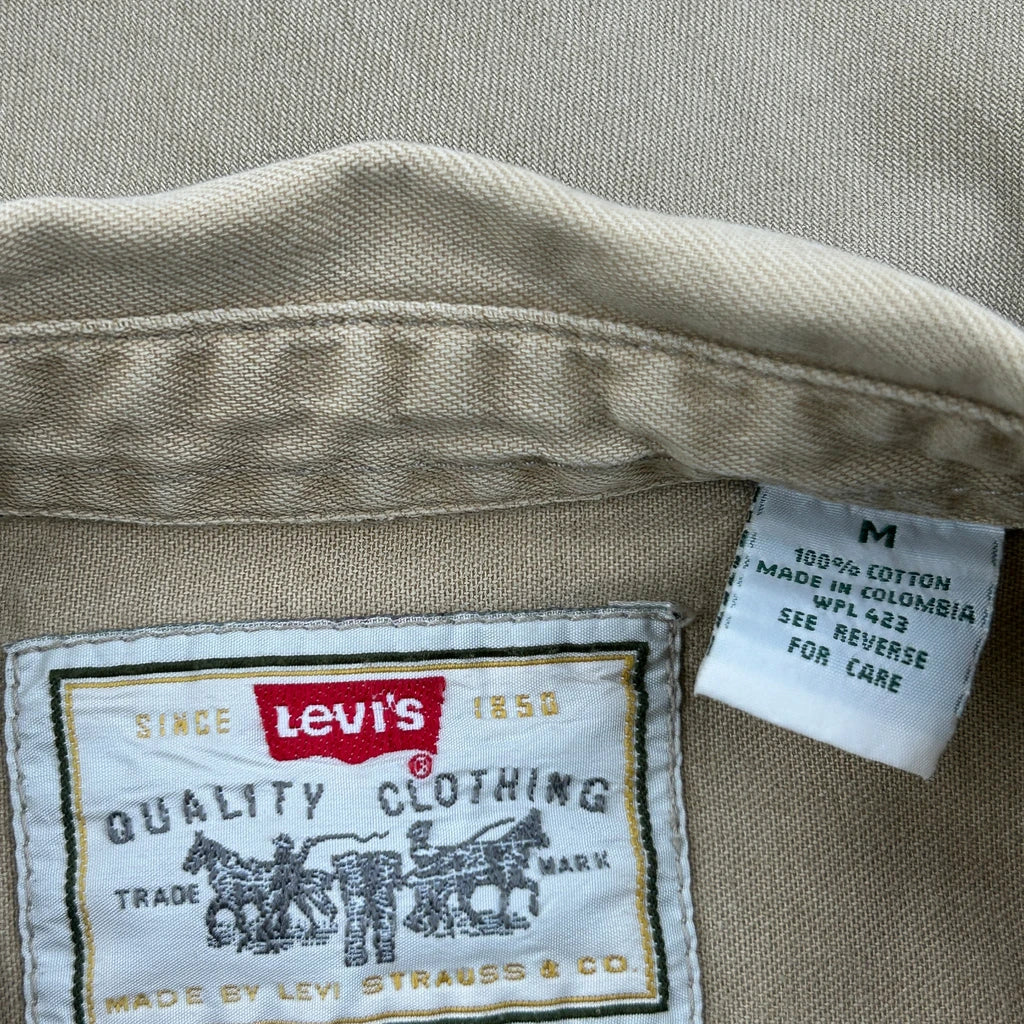 M
100% COTTON
MADE IN COLOMBIA
WPL 423
SEE REVERSE
FOR CARE
SINCE Levi's 1850
®
QUALITY CLOTHING
TRADE MARK
MADE BY LEVI STRAUSS & CO.